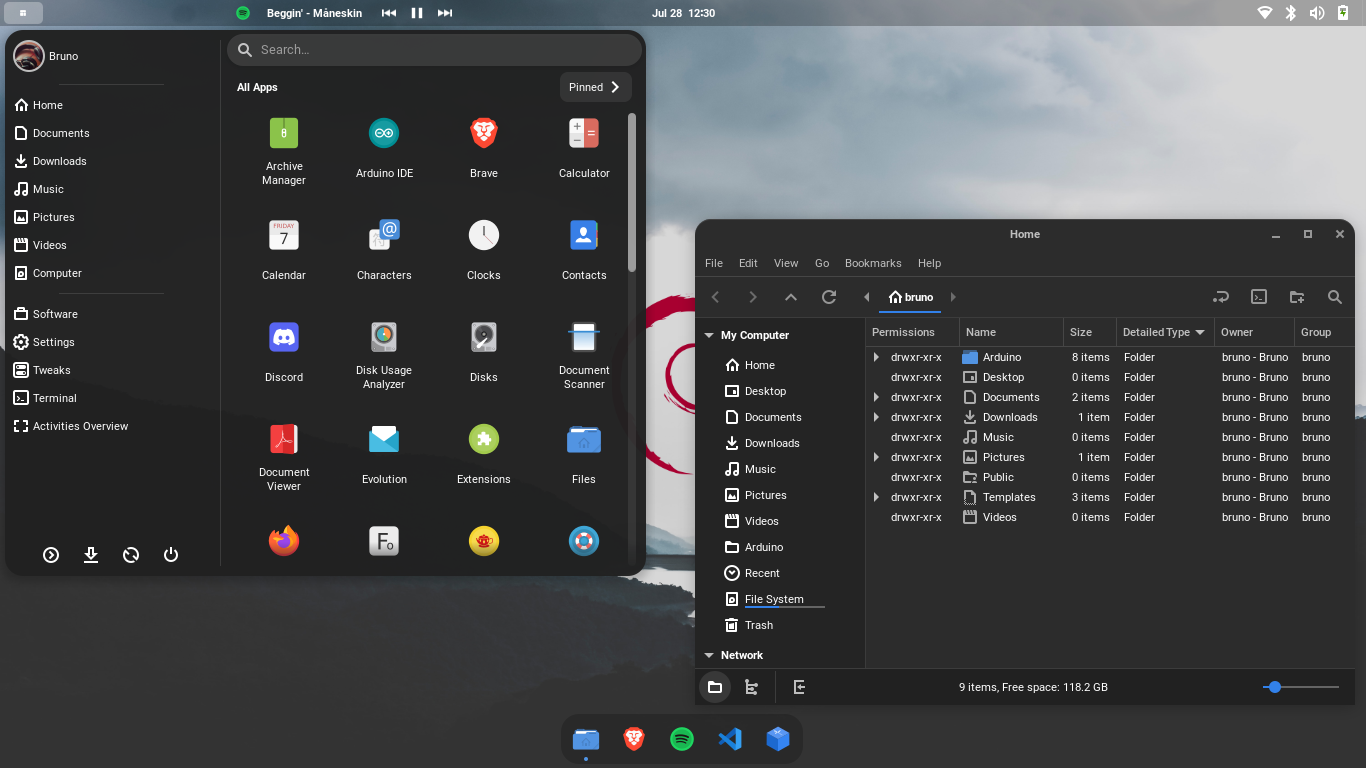 Beggin' - Måneskin
Jul 28 12:30
Bruno
Home
Documents
Downloads
Music
Pictures
Videos
Computer
Software
Settings
Tweaks
Terminal
Activities Overview
Search…
All Apps
Pinned
Archive
Manager
Arduino IDE
Brave
Calculator
FRIDAY
7
Calendar
Characters
Clocks
Contacts
Discord
Disk Usage
Analyzer
Disks
Document
Scanner
Document
Viewer
Evolution
Extensions
Files
Fo
Home
File Edit View Go Bookmarks Help
bruno
My Computer
Home
Desktop
Documents
Downloads
Music
Pictures
Videos
Arduino
Recent
File System
Trash
Network
Permissions Name Size Detailed Type Owner Group
drwxr-xr-x Arduino 8 items Folder bruno - Bruno bruno
drwxr-xr-x Desktop 0 items Folder bruno - Bruno bruno
drwxr-xr-x Documents 2 items Folder bruno - Bruno bruno
drwxr-xr-x Downloads 1 item Folder bruno - Bruno bruno
drwxr-xr-x Music 0 items Folder bruno - Bruno bruno
drwxr-xr-x Pictures 1 item Folder bruno - Bruno bruno
drwxr-xr-x Public 0 items Folder bruno - Bruno bruno
drwxr-xr-x Templates 3 items Folder bruno - Bruno bruno
drwxr-xr-x Videos 0 items Folder bruno - Bruno bruno
9 items, Free space: 118.2 GB